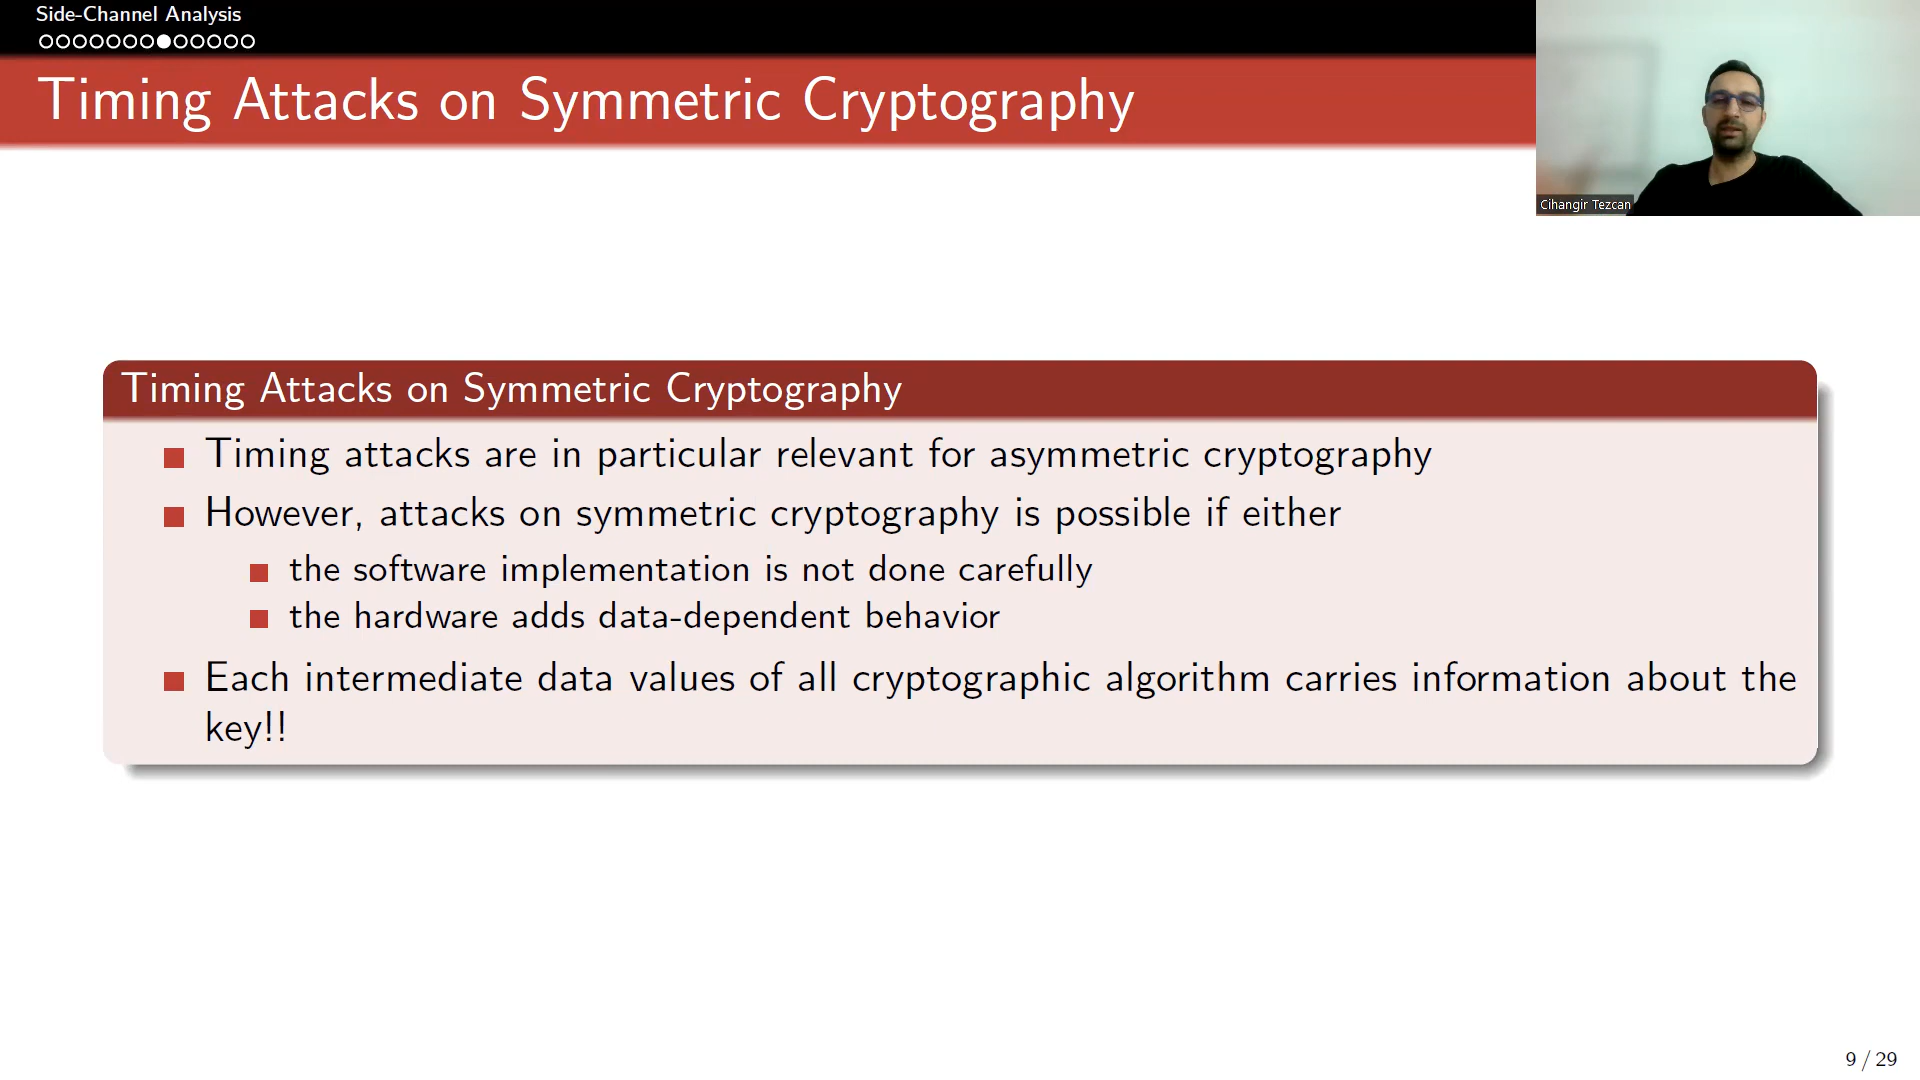 Side-Channel Analysis
Timing Attacks on Symmetric Cryptography
Cihangir Tezcan
Timing Attacks on Symmetric Cryptography
Timing attacks are in particular relevant for asymmetric cryptography
However, attacks on symmetric cryptography is possible if either
the software implementation is not done carefully
the hardware adds data-dependent behavior
Each intermediate data values of all cryptographic algorithm carries information about the
key!!
9 / 29